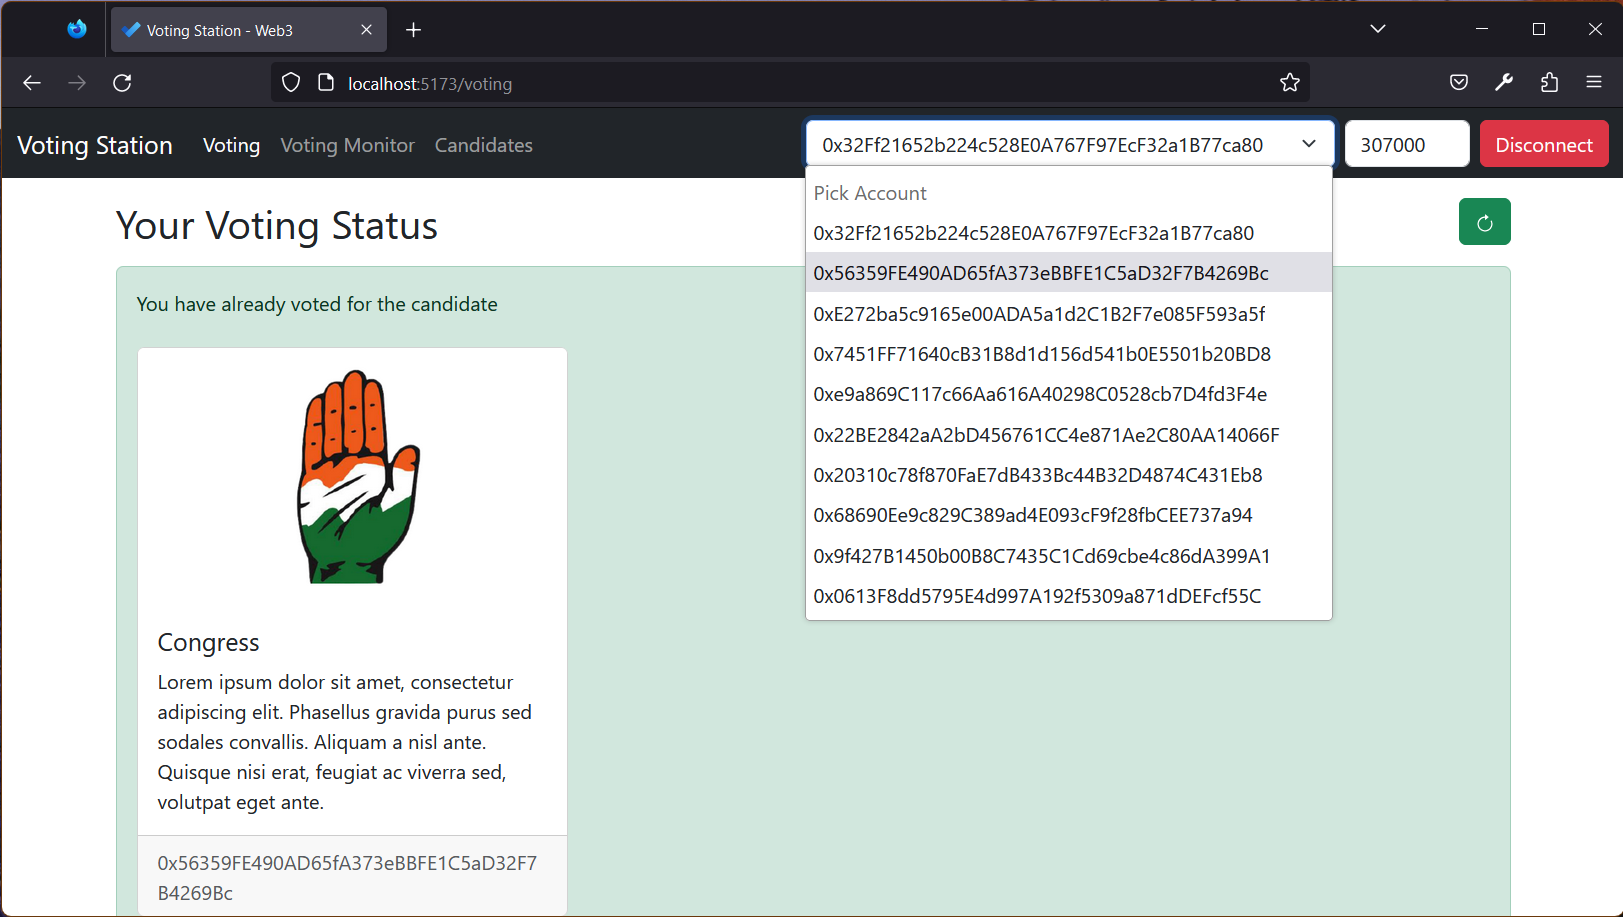 Voting Station - Web3
localhost:5173/voting
Voting Station
Voting
Voting Monitor
Candidates
0x32Ff21652b224c528E0A767F97EcF32a1B77ca80
307000
Disconnect
Pick Account
0x32Ff21652b224c528E0A767F97EcF32a1B77ca80
0x56359FE490AD65fA373eBBFE1C5aD32F7B4269Bc
0xE272ba5c9165e00ADA5a1d2C1B2F7e085F593a5f
0x7451FF71640cB31B8d1d156d541b0E5501b20BD8
0xe9a869C117c66Aa616A40298C0528cb7D4fd3F4e
0x22BE2842aA2bD456761CC4e871Ae2C80AA14066F
0x20310c78f870FaE7dB433Bc44B32D4874C431Eb8
0x68690Ee9c829C389ad4E093cF9f28fbCEE737a94
0x9f427B1450b00B8C7435C1Cd69cbe4c86dA399A1
0x0613F8dd5795E4d997A192f5309a871dDEFcf55C
Your Voting Status
You have already voted for the candidate
Congress
Lorem ipsum dolor sit amet, consectetur
adipiscing elit. Phasellus gravida purus sed
sodales convallis. Aliquam a nisl ante.
Quisque nisi erat, feugiat ac viverra sed,
volutpat eget ante.
0x56359FE490AD65fA373eBBFE1C5aD32F7
B4269Bc